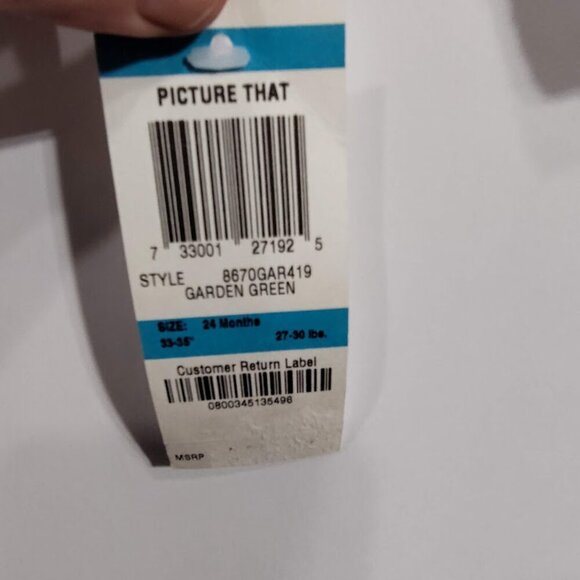 PICTURE THAT
7 33001 27192 5
STYLE 8670GAR419
GARDEN GREEN
SIZE: 24 Months
33-35" 27-30 lbs.
Customer Return Label
0800345135496
MSRP